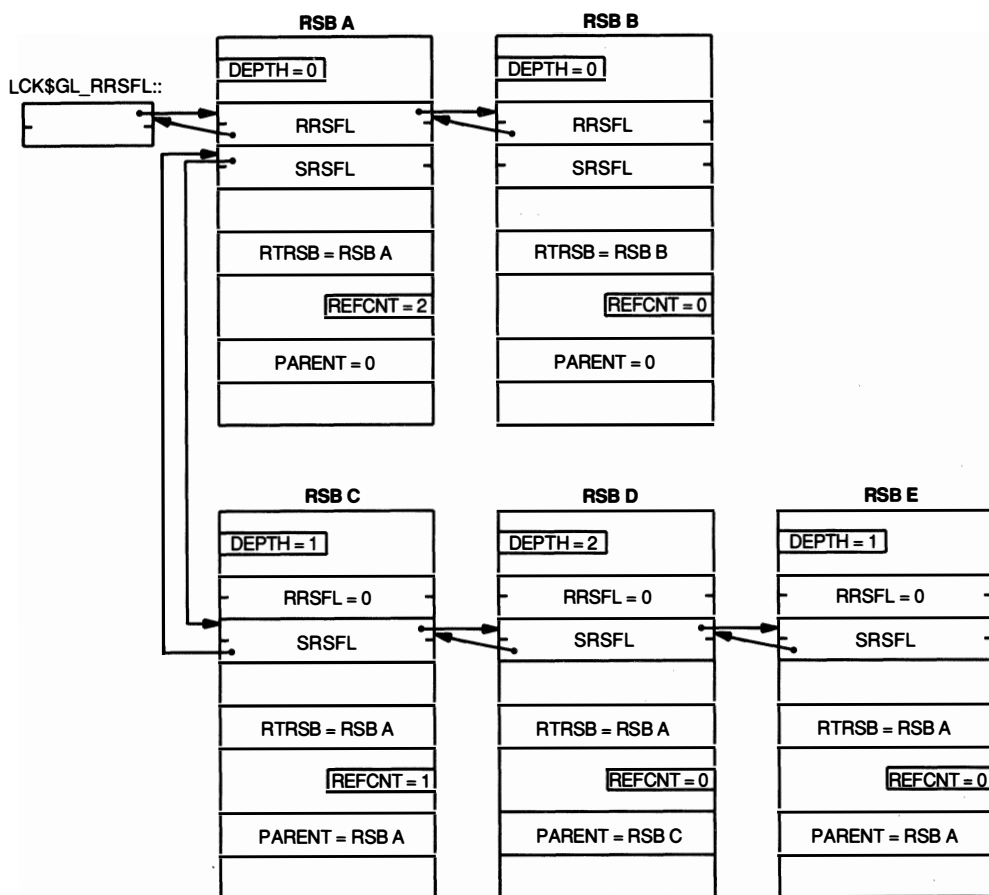 RSB A
DEPTH = 0
LCK$GL_RRSFL::
RRSFL
SRSFL
RTRSB = RSB A
REFCNT = 2
PARENT = 0
RSB B
DEPTH = 0
RRSFL
SRSFL
RTRSB = RSB B
REFCNT = 0
PARENT = 0
RSB C
DEPTH = 1
RRSFL = 0
SRSFL
RTRSB = RSB A
REFCNT = 1
PARENT = RSB A
RSB D
DEPTH = 2
RRSFL = 0
SRSFL
RTRSB = RSB A
REFCNT = 0
PARENT = RSB C
RSB E
DEPTH = 1
RRSFL = 0
SRSFL
RTRSB = RSB A
REFCNT = 0
PARENT = RSB A